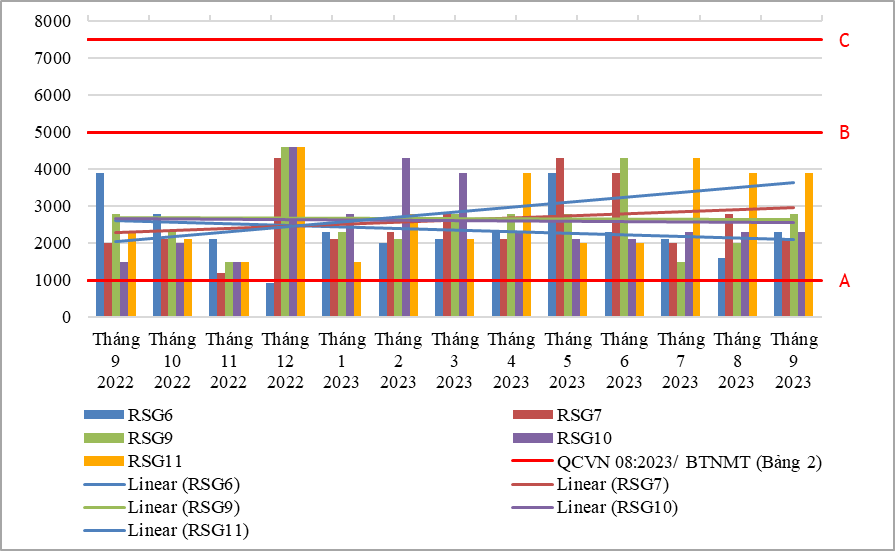 8000
7000
6000
5000
4000
3000
2000
1000
0
C
B
A
Tháng 9 2022
Tháng 10 2022
Tháng 11 2022
Tháng 12 2022
Tháng 1 2023
Tháng 2 2023
Tháng 3 2023
Tháng 4 2023
Tháng 5 2023
Tháng 6 2023
Tháng 7 2023
Tháng 8 2023
Tháng 9 2023
RSG6
RSG7
RSG9
RSG10
RSG11
QCVN 08:2023/ BTNMT (Bảng 2)
Linear (RSG6)
Linear (RSG7)
Linear (RSG9)
Linear (RSG10)
Linear (RSG11)